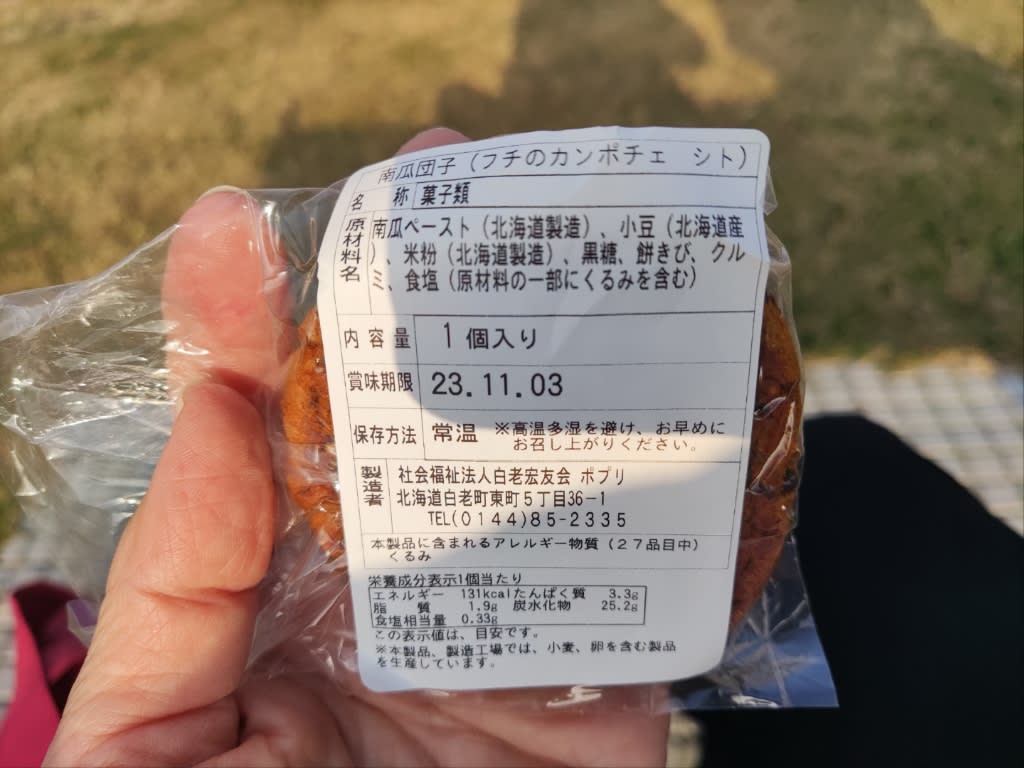 南瓜団子（フチのカンポチェ　シト）
名　称 菓子類
原材料名 南瓜ペースト（北海道製造）、小豆（北海道産
）、米粉（北海道製造）、黒糖、餅きび、クル
ミ、食塩（原材料の一部にくるみを含む）
内容量 1個入り
賞味期限 23.11.03
保存方法 常温 ※高温多湿を避け、お早めに
お召し上がりください。
製造者 社会福祉法人白老宏友会 ポプリ
北海道白老町東町5丁目36-1
TEL(0144)85-2335
本製品に含まれるアレルギー物質（27品目中）
くるみ
栄養成分表示1個当たり
エネルギー 131kcal たんぱく質 3.3g
脂　質 1.9g 炭水化物 25.2g
食塩相当量 0.33g
この表示値は、目安です。
※本製品、製造工場では、小麦、卵を含む製品
を生産しています。